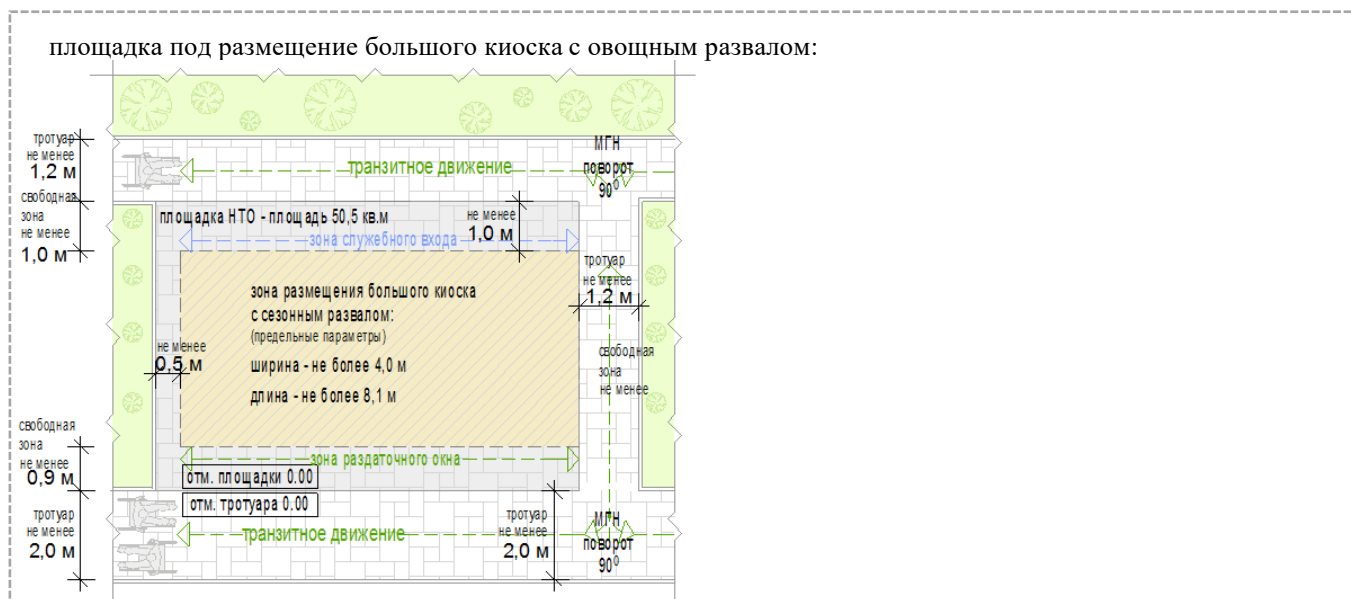 площадка под размещение большого киоска с овощным развалом:
тротуар
не менее
1,2 м
свободная
зона
не менее
1,0 м
транзитное движение
МГН
поворот
90⁰
площадка НТО - площадь 50,5 кв.м
не менее
1,0 м
зона служебного входа
тротуар
не менее
1,2 м
зона размещения большого киоска
с сезонным развалом:
(предельные параметры)
ширина - не более 4,0 м
длина - не более 8,1 м
не менее
0,5 м
свободная
зона
не менее
свободная
зона
не менее
0,9 м
зона раздаточного окна
отм. площадки 0.00
отм. тротуара 0.00
тротуар
не менее
2,0 м
транзитное движение
тротуар
не менее
2,0 м
МГН
поворот
90⁰